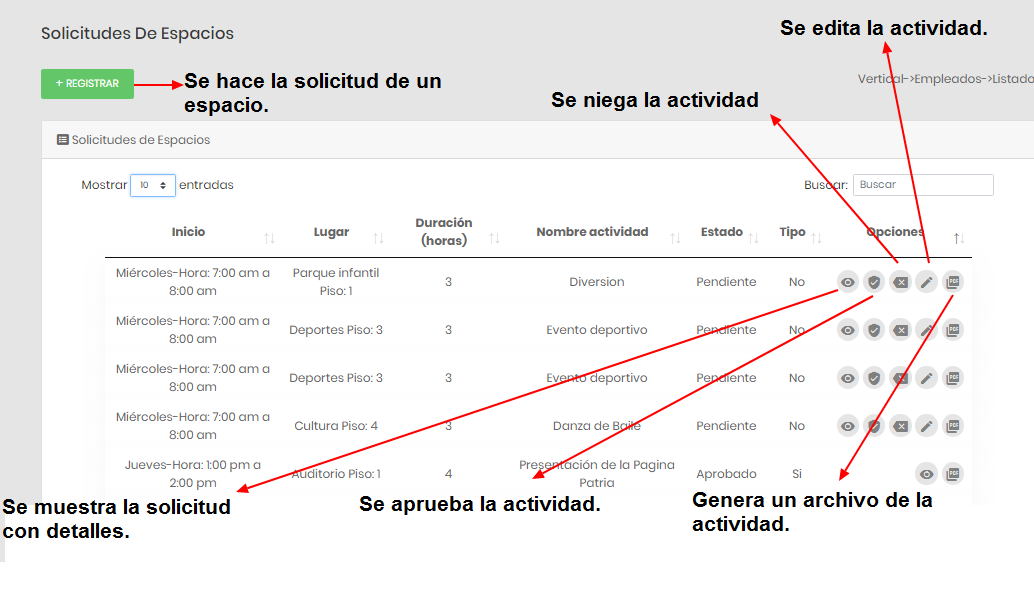 Solicitudes De Espacios
Se edita la actividad.
+ REGISTRAR
Se hace la solicitud de un
espacio.
Vertical->Empleados->Listado
Se niega la actividad
Solicitudes de Espacios
Mostrar 10 entradas
Buscar: Buscar
Inicio Lugar Duración (horas) Nombre actividad Estado Tipo Opciones
Miércoles-Hora: 7:00 am a 8:00 am Parque infantil Piso: 1 3 Diversion Pendiente No PDF
Miércoles-Hora: 7:00 am a 8:00 am Deportes Piso: 3 3 Evento deportivo Pendiente No PDF
Miércoles-Hora: 7:00 am a 8:00 am Deportes Piso: 3 3 Evento deportivo Pendiente No PDF
Miércoles-Hora: 7:00 am a 8:00 am Cultura Piso: 4 3 Danza de Baile Pendiente No PDF
Jueves-Hora: 1:00 pm a 2:00 pm Auditorio Piso: 1 4 Presentación de la Pagina Patria Aprobado Si PDF
Se muestra la solicitud
con detalles.
Se aprueba la actividad.
Genera un archivo de la
actividad.